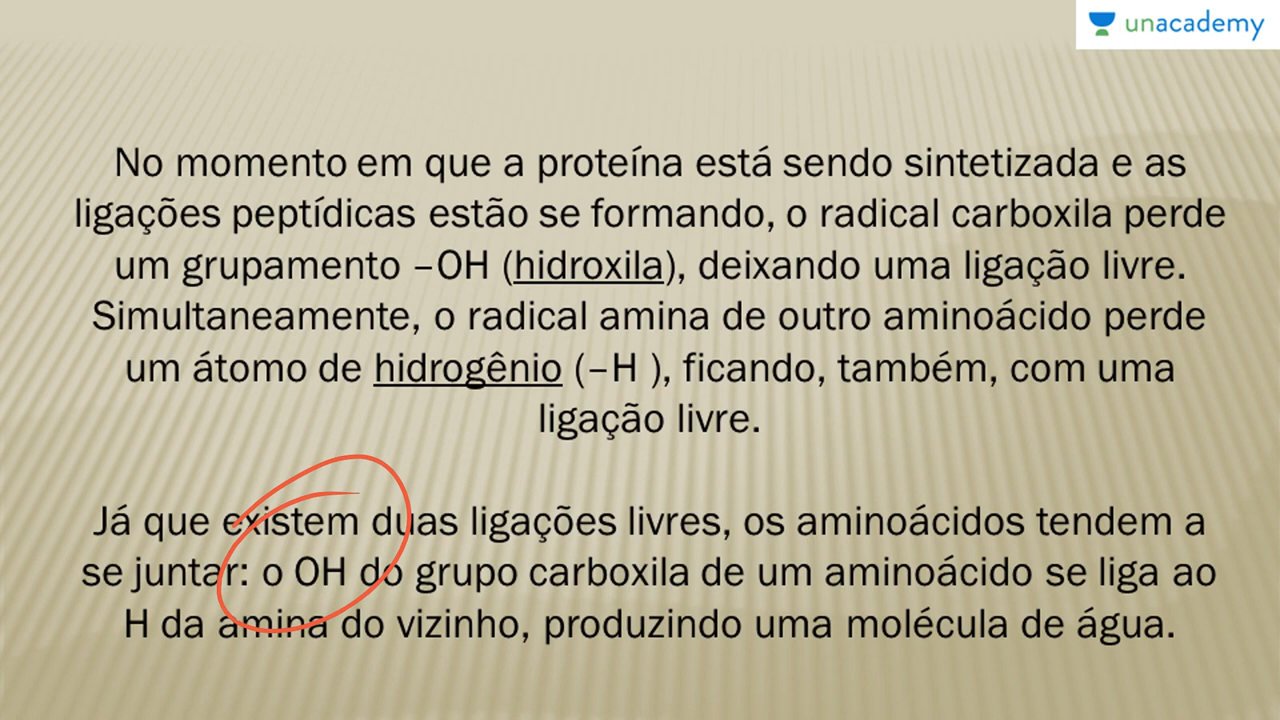 unacademy
No momento em que a proteína está sendo sintetizada e as
ligações peptídicas estão se formando, o radical carboxila perde
um grupamento –OH (hidroxila), deixando uma ligação livre.
Simultaneamente, o radical amina de outro aminoácido perde
um átomo de hidrogênio (–H ), ficando, também, com uma
ligação livre.
Já que existem duas ligações livres, os aminoácidos tendem a
se juntar: o OH do grupo carboxila de um aminoácido se liga ao
H da amina do vizinho, produzindo uma molécula de água.